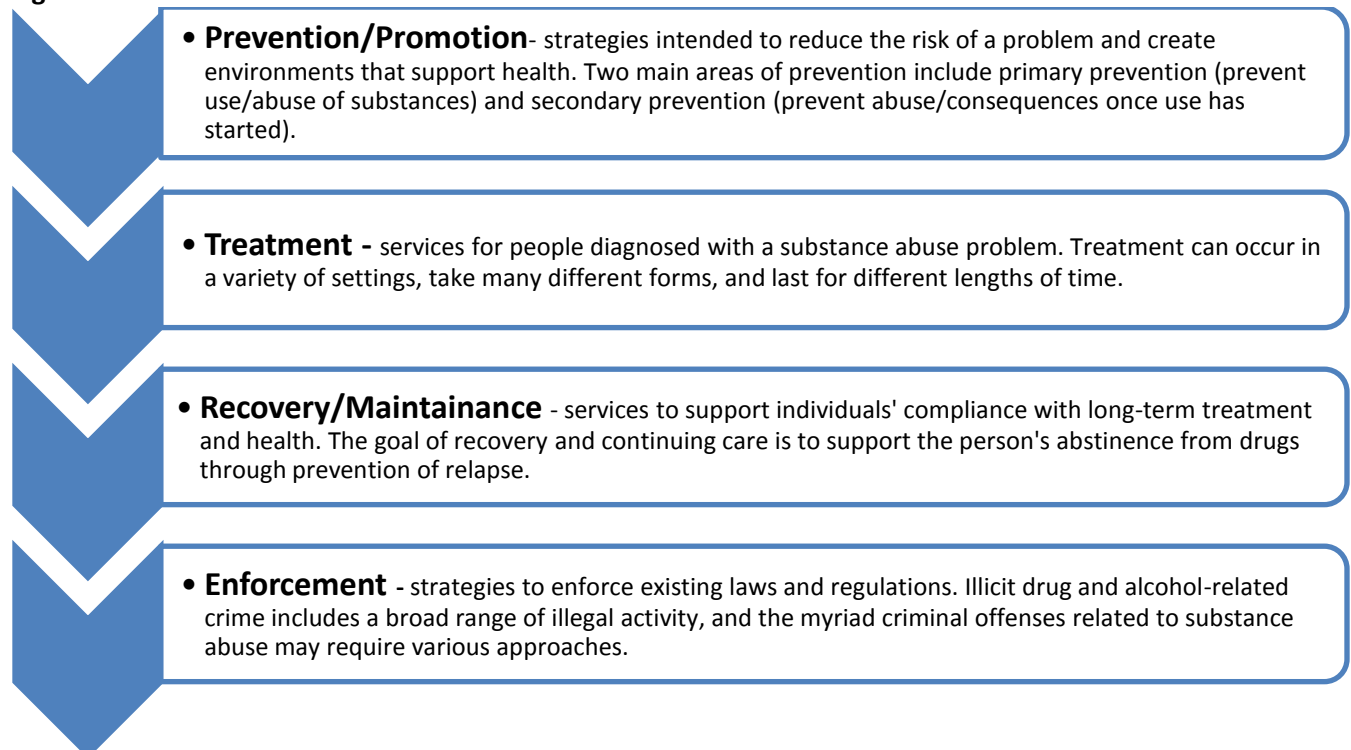 • Prevention/Promotion- strategies intended to reduce the risk of a problem and create
environments that support health. Two main areas of prevention include primary prevention (prevent
use/abuse of substances) and secondary prevention (prevent abuse/consequences once use has
started).
• Treatment - services for people diagnosed with a substance abuse problem. Treatment can occur in
a variety of settings, take many different forms, and last for different lengths of time.
• Recovery/Maintainance - services to support individuals' compliance with long-term treatment
and health. The goal of recovery and continuing care is to support the person's abstinence from drugs
through prevention of relapse.
• Enforcement - strategies to enforce existing laws and regulations. Illicit drug and alcohol-related
crime includes a broad range of illegal activity, and the myriad criminal offenses related to substance
abuse may require various approaches.